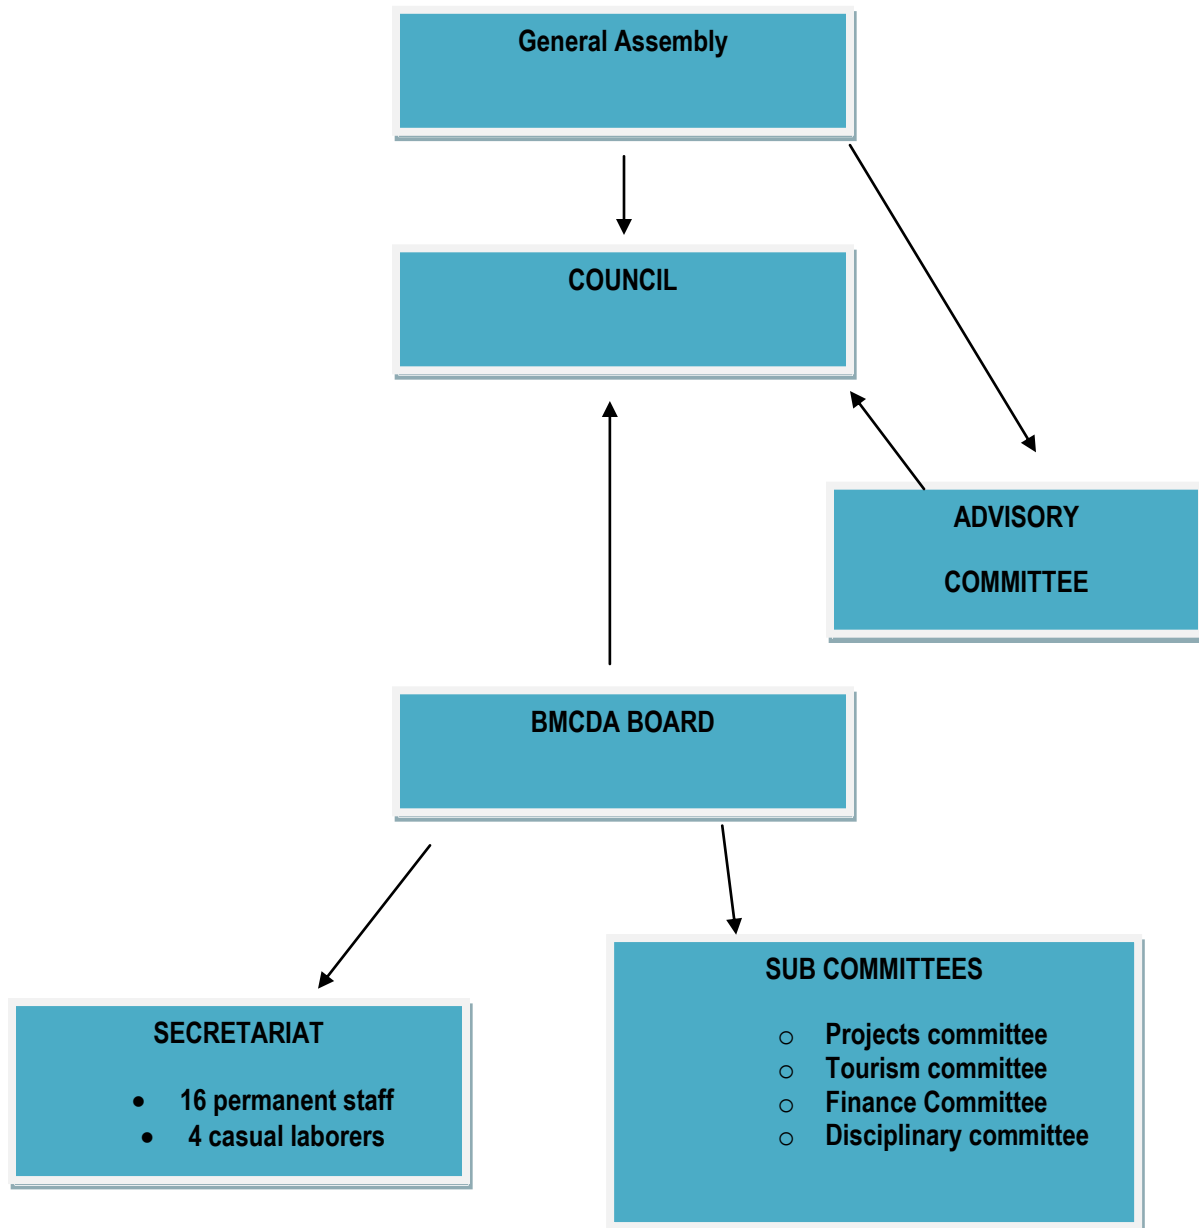 General Assembly
COUNCIL
ADVISORY
COMMITTEE
BMCDA BOARD
SUB COMMITTEES
○ Projects committee
○ Tourism committee
○ Finance Committee
○ Disciplinary committee
SECRETARIAT
• 16 permanent staff
• 4 casual laborers